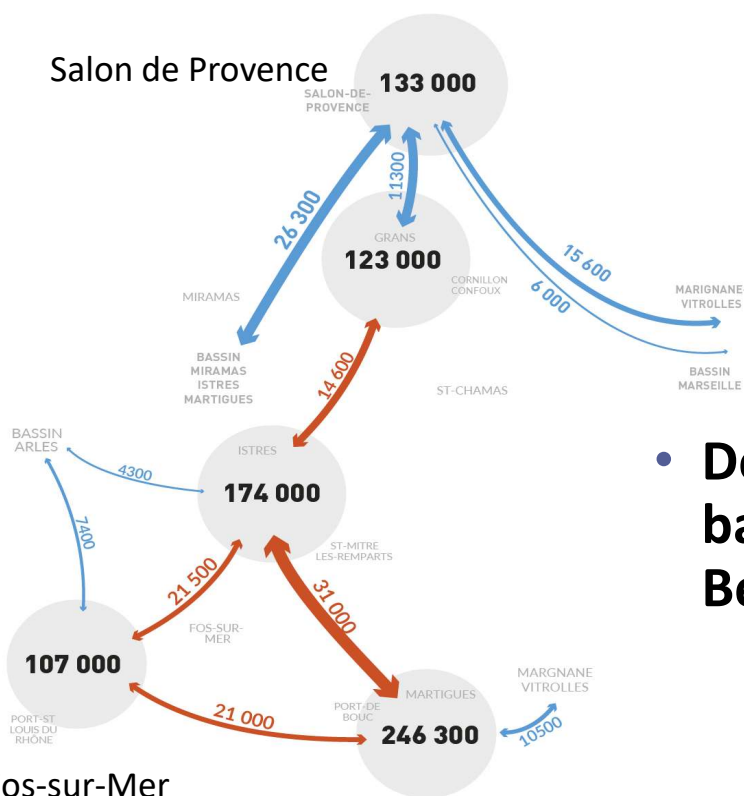 Salon de Provence
133 000
SALON-DE-
PROVENCE
11300
26 300
GRANS
123 000
CORNILLON
CONFOUX
15 600
6 000
MARIGNANE-
VITROLLES
MIRAMAS
BASSIN
MARSEILLE
BASSIN
MIRAMAS
ISTRES
MARTIGUES
14 600
ST-CHAMAS
BASSIN
ARLES
4300
ISTRES
174 000
7400
ST-MITRE
LES-REMPARTS
21 500
31 000
FOS-SUR-
MER
107 000
PORT-ST
LOUIS DU
RHÔNE
21 000
PORT-DE
BOUC
MARTIGUES
246 300
MARGNANE
VITROLLES
10500
os-sur-Mer
• D
ba
Be